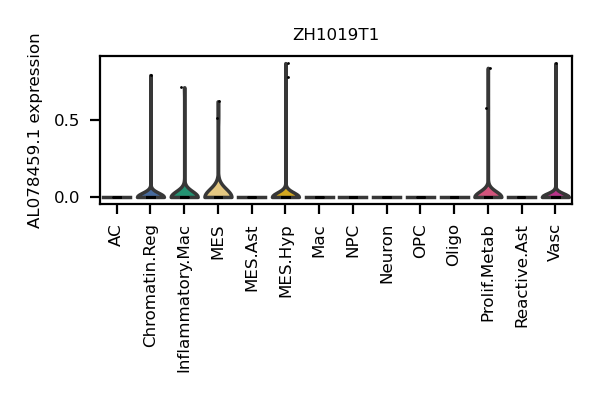 ZH1019T1
AL078459.1 expression
0.5
0.0
AC
Chromatin.Reg
Inflammatory.Mac
MES
MES.Ast
MES.Hyp
Mac
NPC
Neuron
OPC
Oligo
Prolif.Metab
Reactive.Ast
Vasc